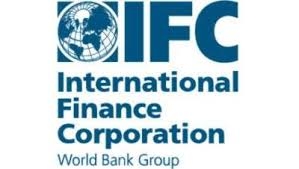 IFC
International
Finance
Corporation
World Bank Group